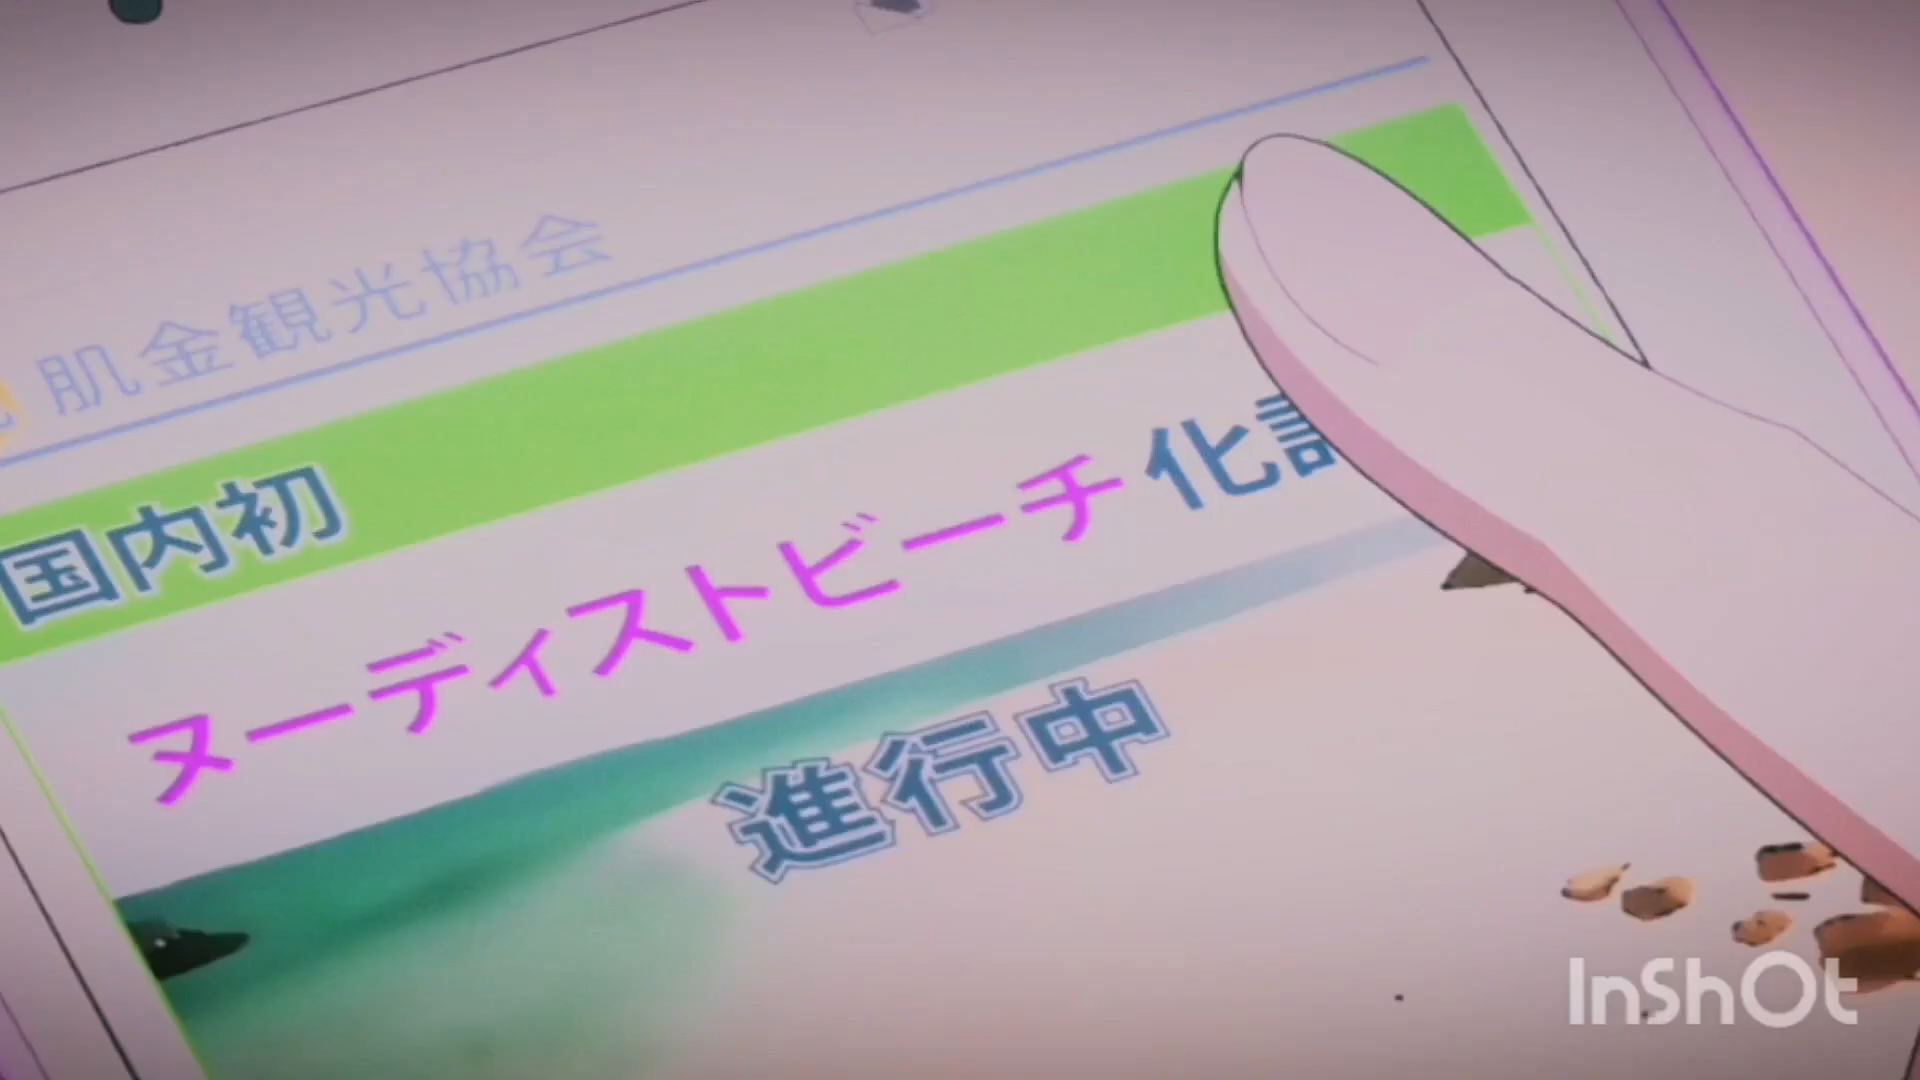 肌金観光協会
国内初
ヌーディストビーチ化計
進行中
InShOt